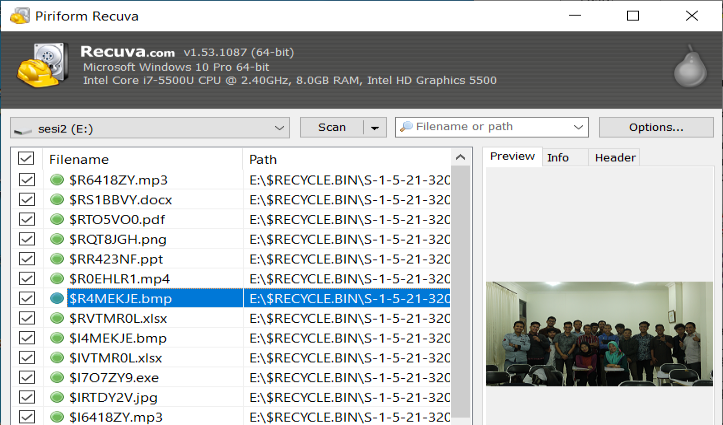 Piriform Recuva
Recuva.com v1.53.1087 (64-bit)
Microsoft Windows 10 Pro 64-bit
Intel Core i7-5500U CPU @ 2.40GHz, 8.0GB RAM, Intel HD Graphics 5500
sesi2 (E:) Scan Filename or path Options...
Preview Info Header
Filename Path
$R6418ZY.mp3 E:\$RECYCLE.BIN\S-1-5-21-320
$RS1BBVY.docx E:\$RECYCLE.BIN\S-1-5-21-320
$RTO5VO0.pdf E:\$RECYCLE.BIN\S-1-5-21-320
$RQT8JGH.png E:\$RECYCLE.BIN\S-1-5-21-320
$RR423NF.ppt E:\$RECYCLE.BIN\S-1-5-21-320
$R0EHLR1.mp4 E:\$RECYCLE.BIN\S-1-5-21-320
$R4MEKJE.bmp E:\$RECYCLE.BIN\S-1-5-21-320
$RVTMR0L.xlsx E:\$RECYCLE.BIN\S-1-5-21-320
$I4MEKJE.bmp E:\$RECYCLE.BIN\S-1-5-21-320
$IVTMR0L.xlsx E:\$RECYCLE.BIN\S-1-5-21-320
$I7O7ZY9.exe E:\$RECYCLE.BIN\S-1-5-21-320
$IRTDY2V.jpg E:\$RECYCLE.BIN\S-1-5-21-320
$I6418ZY.mp3 E:\$RECYCLE.BIN\S-1-5-21-320